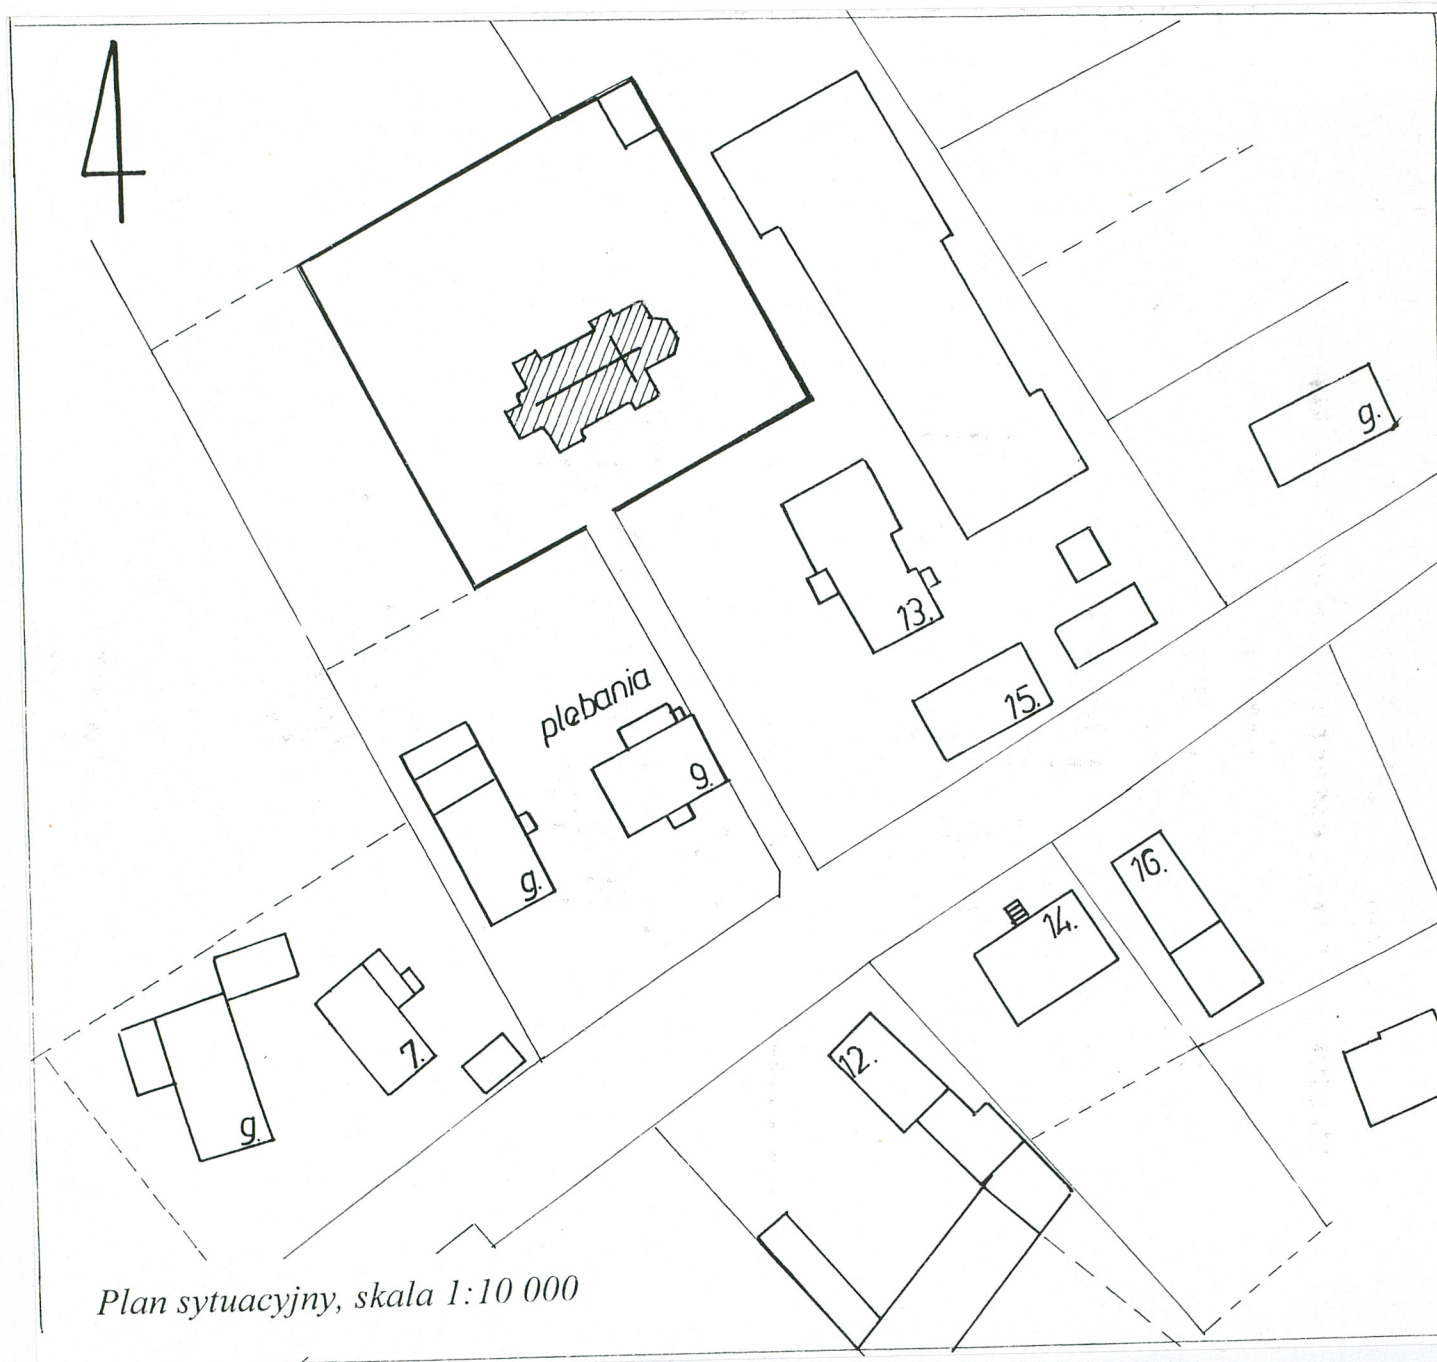 4
g.
13.
15.
plebania
9.
g.
16.
14.
7.
12.
g.
Plan sytuacyjny, skala 1:10 000